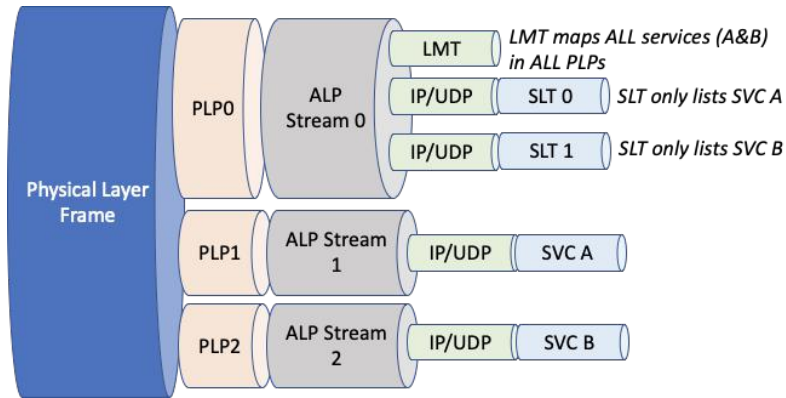 Physical Layer
Frame
PLP0
ALP
Stream 0
LMT
LMT maps ALL services (A&B)
in ALL PLPs
IP/UDP
SLT 0
SLT only lists SVC A
IP/UDP
SLT 1
SLT only lists SVC B
PLP1
ALP Stream
1
IP/UDP
SVC A
PLP2
ALP Stream
2
IP/UDP
SVC B